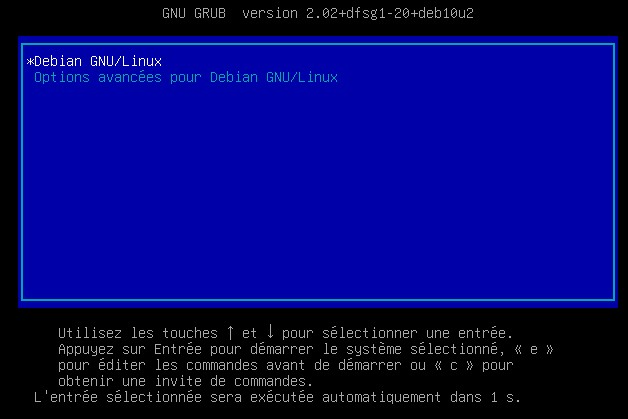 GNU GRUB  version 2.02+dfsg1-20+deb10u2
*Debian GNU/Linux
Options avancées pour Debian GNU/Linux
Utilisez les touches ↑ et ↓ pour sélectionner une entrée.
Appuyez sur Entrée pour démarrer le système sélectionné, « e »
pour éditer les commandes avant de démarrer ou « c » pour
obtenir une invite de commandes.
L'entrée sélectionnée sera exécutée automatiquement dans 1 s.